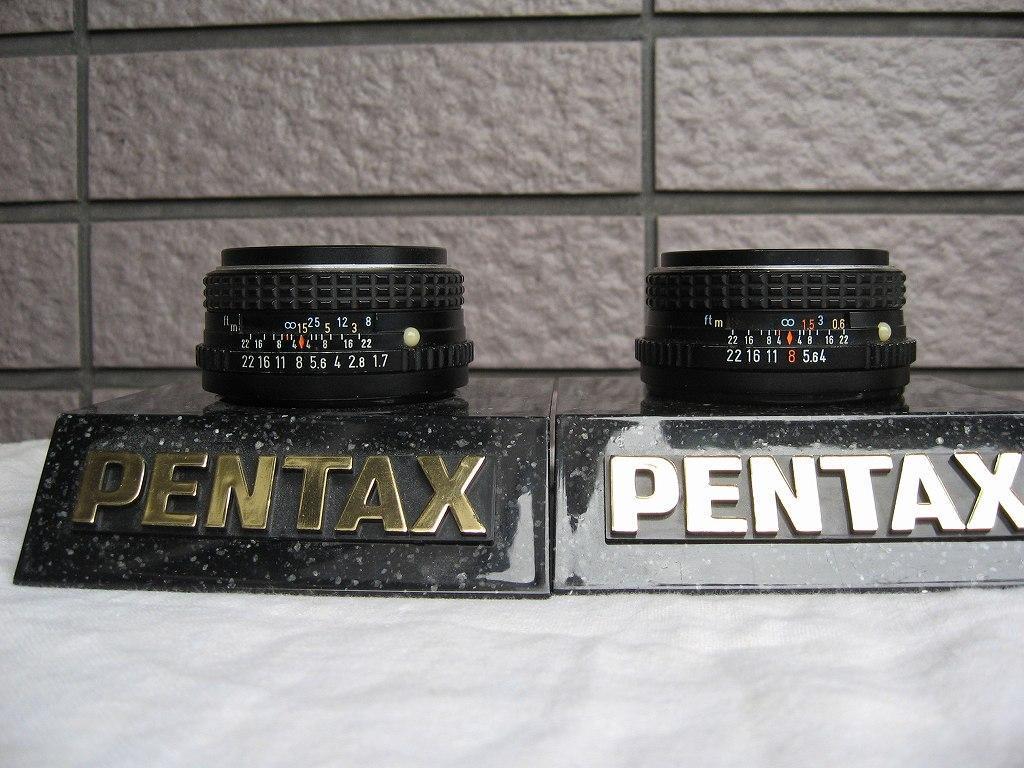 ft
m
∞ 15 25 5 12 3 8
22 16 8 4 4 8 16 22
22 16 11 8 5.6 4 2.8 1.7
PENTAX
ft m
∞ 1.5 3 0.6
22 16 8 4 4 8 16 22
22 16 11 8 5.6 4
PENTAX